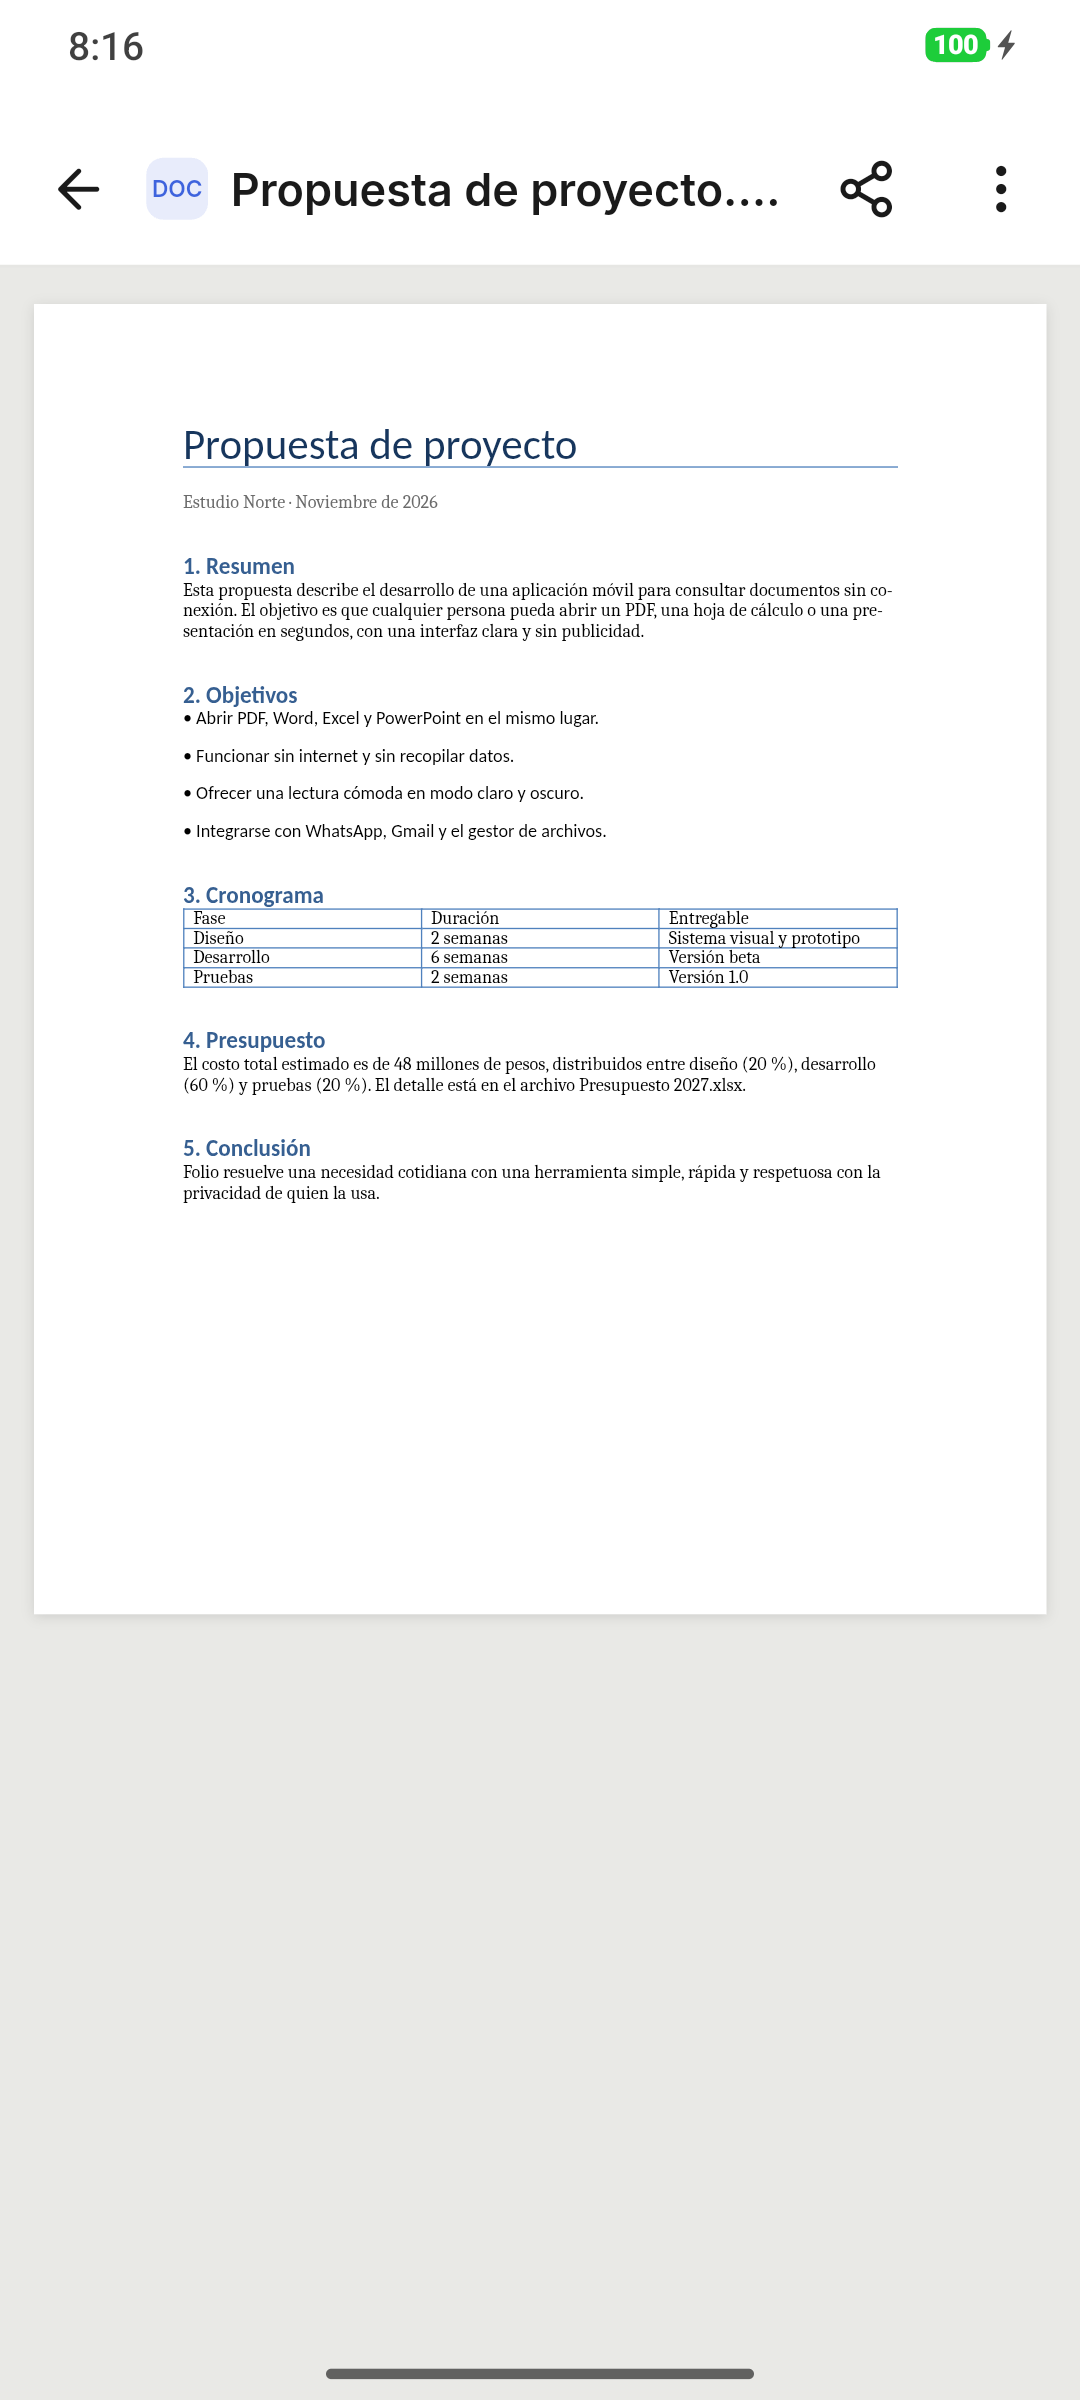 8:16
100
DOC
Propuesta de proyecto....
Propuesta de proyecto
Estudio Norte · Noviembre de 2026
1. Resumen
Esta propuesta describe el desarrollo de una aplicación móvil para consultar documentos sin co-
nexión. El objetivo es que cualquier persona pueda abrir un PDF, una hoja de cálculo o una pre-
sentación en segundos, con una interfaz clara y sin publicidad.
2. Objetivos
• Abrir PDF, Word, Excel y PowerPoint en el mismo lugar.
• Funcionar sin internet y sin recopilar datos.
• Ofrecer una lectura cómoda en modo claro y oscuro.
• Integrarse con WhatsApp, Gmail y el gestor de archivos.
3. Cronograma
Fase Duración Entregable
Diseño 2 semanas Sistema visual y prototipo
Desarrollo 6 semanas Versión beta
Pruebas 2 semanas Versión 1.0
4. Presupuesto
El costo total estimado es de 48 millones de pesos, distribuidos entre diseño (20 %), desarrollo
(60 %) y pruebas (20 %). El detalle está en el archivo Presupuesto 2027.xlsx.
5. Conclusión
Folio resuelve una necesidad cotidiana con una herramienta simple, rápida y respetuosa con la
privacidad de quien la usa.